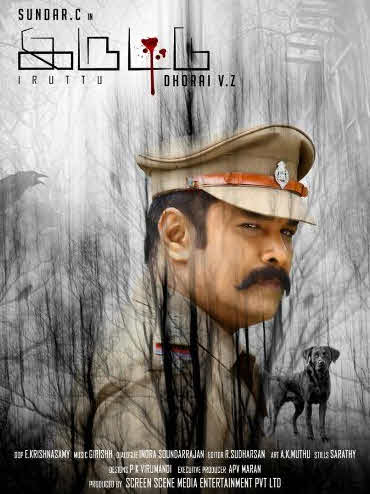 SUNDAR.C IN
இருட்டு
IRUTTU
DHORAI V.Z
DOP E.KRISHNASAMY MUSIC GIRISHH DIALOGUE INDRA SOUNDARRAJAN EDITOR R.SUDHARSAN ART A.K.MUTHU STILLS SARATHY
DESIGNS P K VIRUMANDI EXECUTIVE PRODUCER APV MARAN
PRODUCED BY SCREEN SCENE MEDIA ENTERTAINMENT PVT LTD